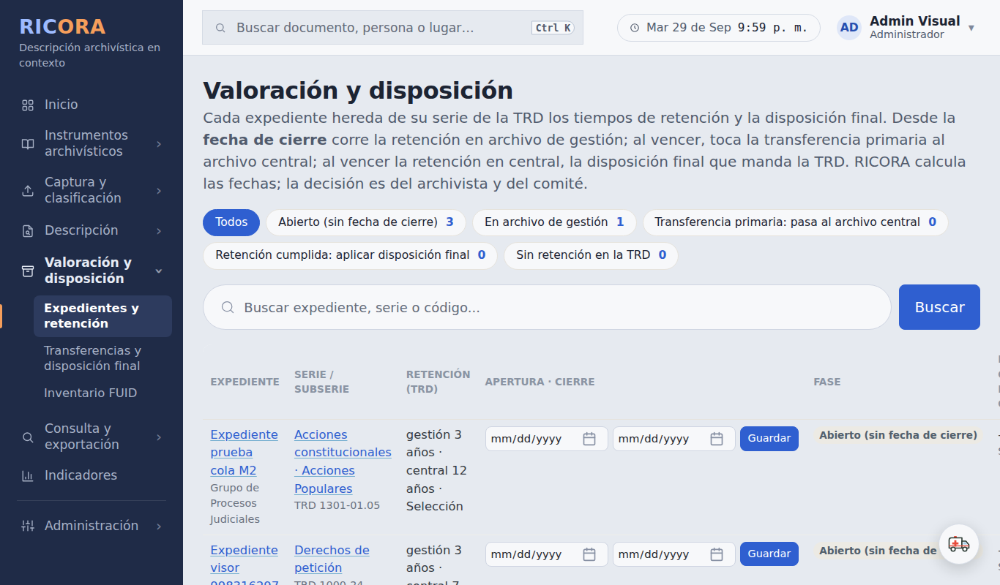 RICORA
Descripción archivística en
contexto
Inicio
Instrumentos
archivísticos
Captura y
clasificación
Descripción
Valoración y
disposición
Expedientes y
retención
Transferencias y
disposición final
Inventario FUID
Consulta y
exportación
Indicadores
Administración
Buscar documento, persona o lugar…
Ctrl K
Mar 29 de Sep 9:59 p. m.
AD
Admin Visual
Administrador
Valoración y disposición
Cada expediente hereda de su serie de la TRD los tiempos de retención y la disposición final. Desde la
fecha de cierre corre la retención en archivo de gestión; al vencer, toca la transferencia primaria al
archivo central; al vencer la retención en central, la disposición final que manda la TRD. RICORA calcula
las fechas; la decisión es del archivista y del comité.
Todos
Abierto (sin fecha de cierre) 3
En archivo de gestión 1
Transferencia primaria: pasa al archivo central 0
Retención cumplida: aplicar disposición final 0
Sin retención en la TRD 0
Buscar expediente, serie o código...
Buscar
EXPEDIENTE
SERIE /
SUBSERIE
RETENCIÓN
(TRD)
APERTURA · CIERRE
FASE
Expediente
prueba
cola M2
Grupo de
Procesos
Judiciales
Acciones
constitucionales
· Acciones
Populares
TRD 1301-01.05
gestión 3
años ·
central 12
años ·
Selección
mm/dd/yyyy
mm/dd/yyyy
Guardar
Abierto (sin fecha de cierre)
Expediente
visor
Derechos de
petición
TRD 1000-24
gestión 3
años ·
central 7
mm/dd/yyyy
mm/dd/yyyy
Guardar
Abierto (sin fecha de